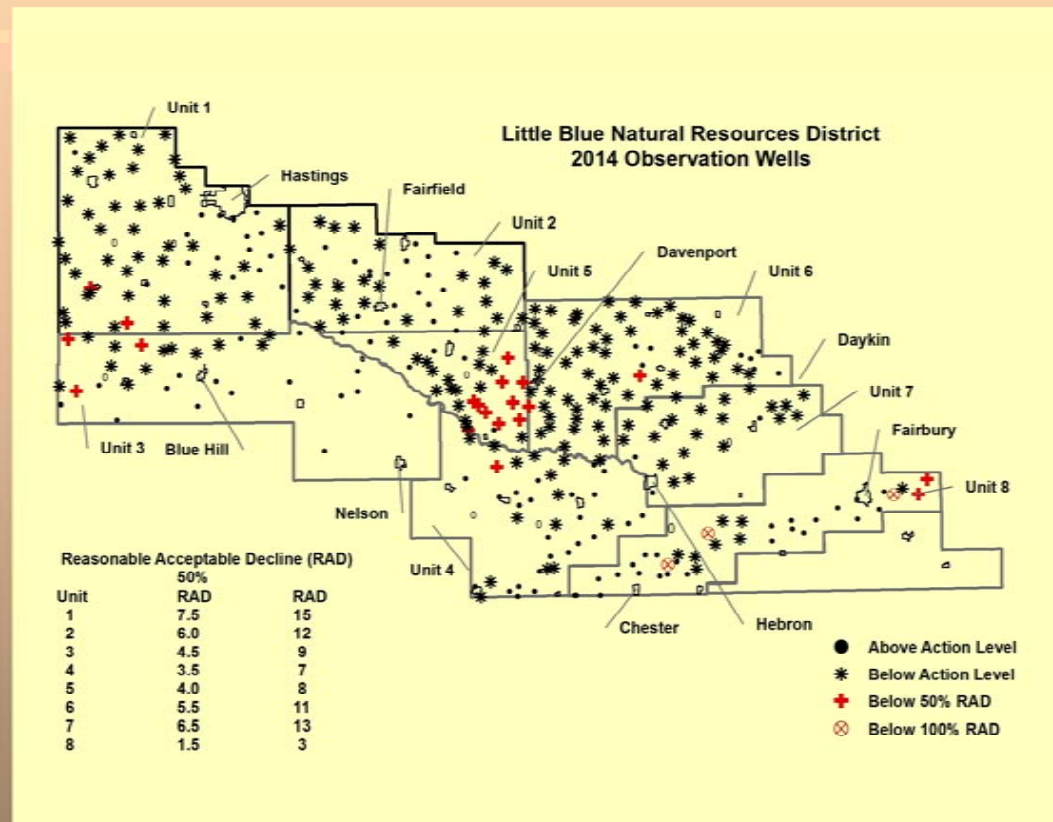 Unit 1
Little Blue Natural Resources District
2014 Observation Wells
Hastings
Fairfield
Unit 2
Davenport
Unit 5
Unit 6
Daykin
Unit 7
Fairbury
Unit 3
Blue Hill
Unit 8
Nelson
Unit 4
Hebron
Chester
Reasonable Acceptable Decline (RAD)
50%
Unit RAD RAD
1 7.5 15
2 6.0 12
3 4.5 9
4 3.5 7
5 4.0 8
6 5.5 11
7 6.5 13
8 1.5 3
Above Action Level
Below Action Level
Below 50% RAD
Below 100% RAD